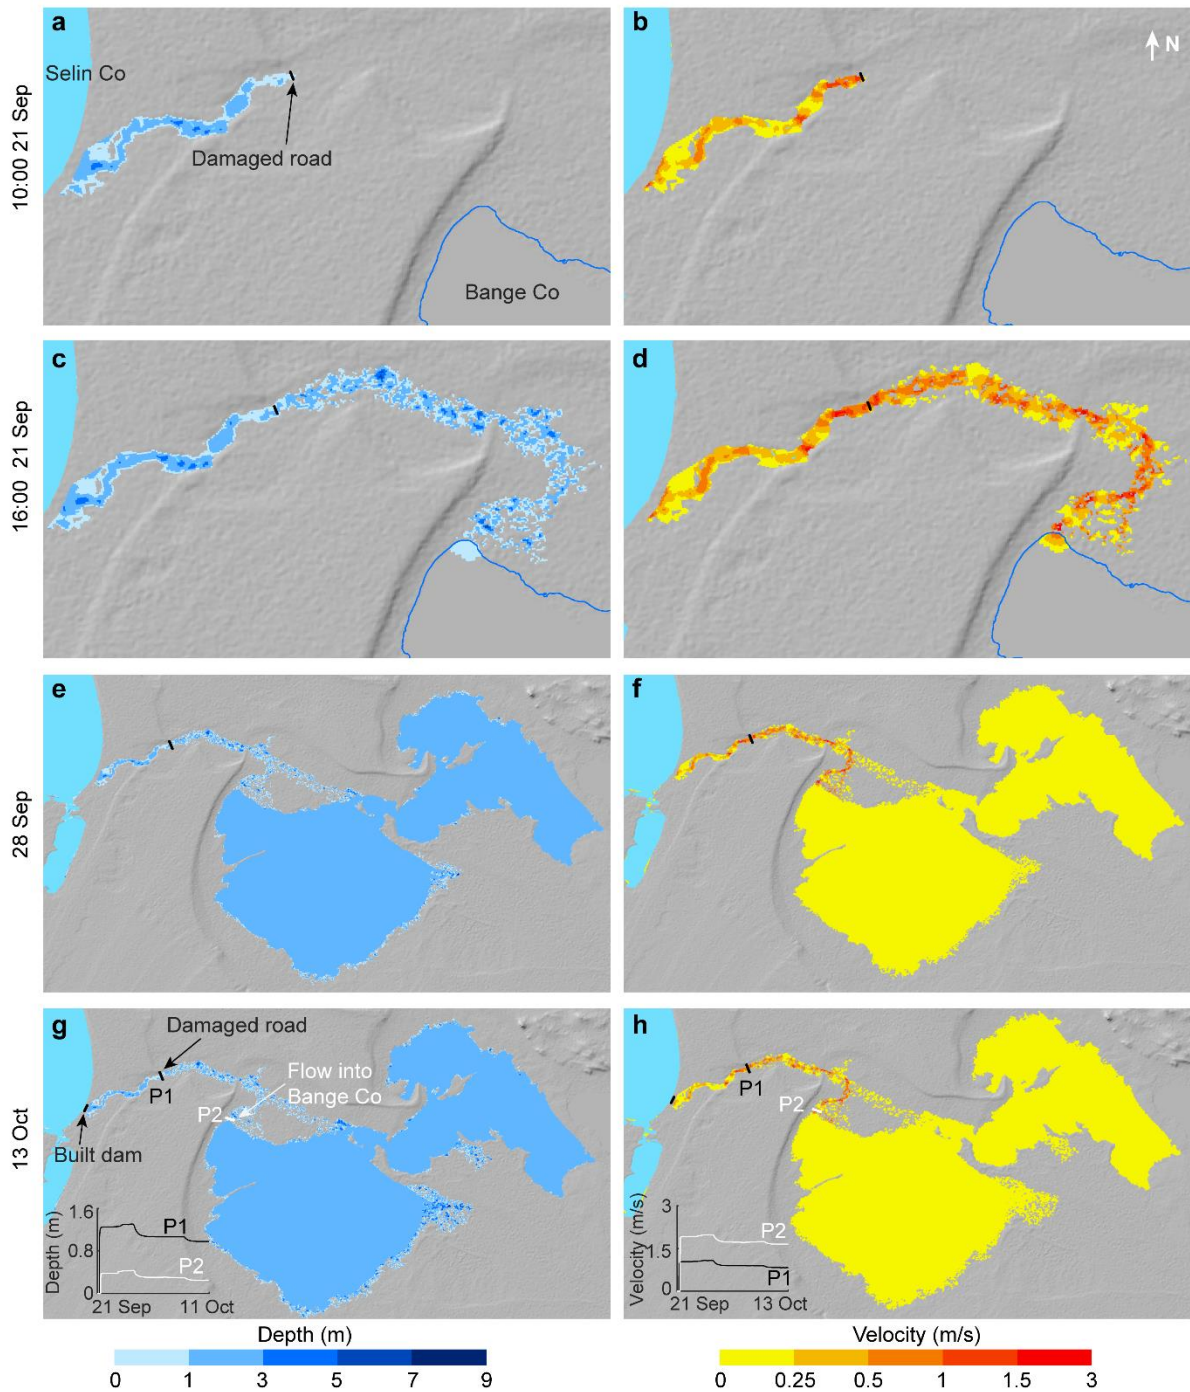 a
b
N
Selin Co
Damaged road
Bange Co
10:00 21 Sep
c
d
16:00 21 Sep
e
f
28 Sep
g
h
Damaged road
P1
Flow into
Bange Co
P2
Built dam
13 Oct
1.6
0.8
0
Depth (m)
P1
P2
21 Sep
11 Oct
P1
P2
3
1.5
0
Velocity (m/s)
P2
P1
21 Sep
13 Oct
Depth (m)
0 1 3 5 7 9
Velocity (m/s)
0 0.25 0.5 1 1.5 3